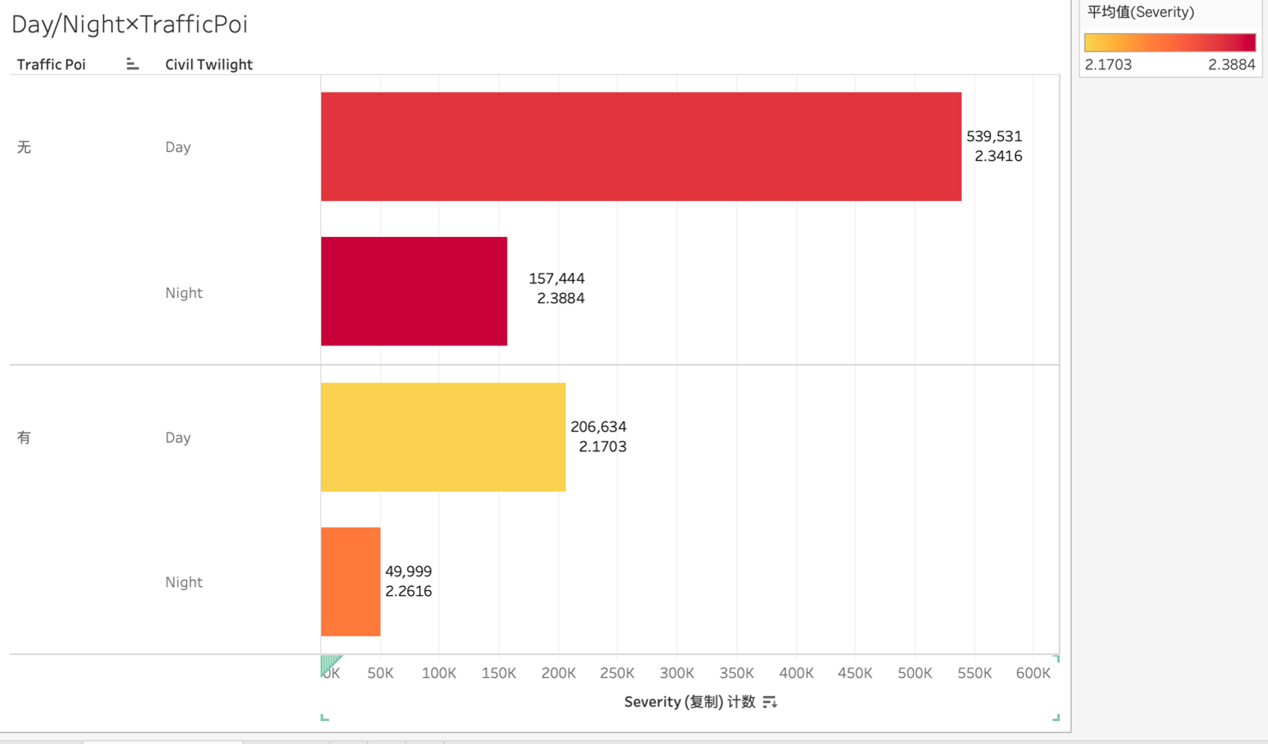 Day/Night×TrafficPoi
平均值(Severity)
2.1703 2.3884
Traffic Poi Civil Twilight
无 Day
539,531
2.3416
Night
157,444
2.3884
有 Day
206,634
2.1703
Night
49,999
2.2616
0K 50K 100K 150K 200K 250K 300K 350K 400K 450K 500K 550K 600K
Severity (复制) 计数